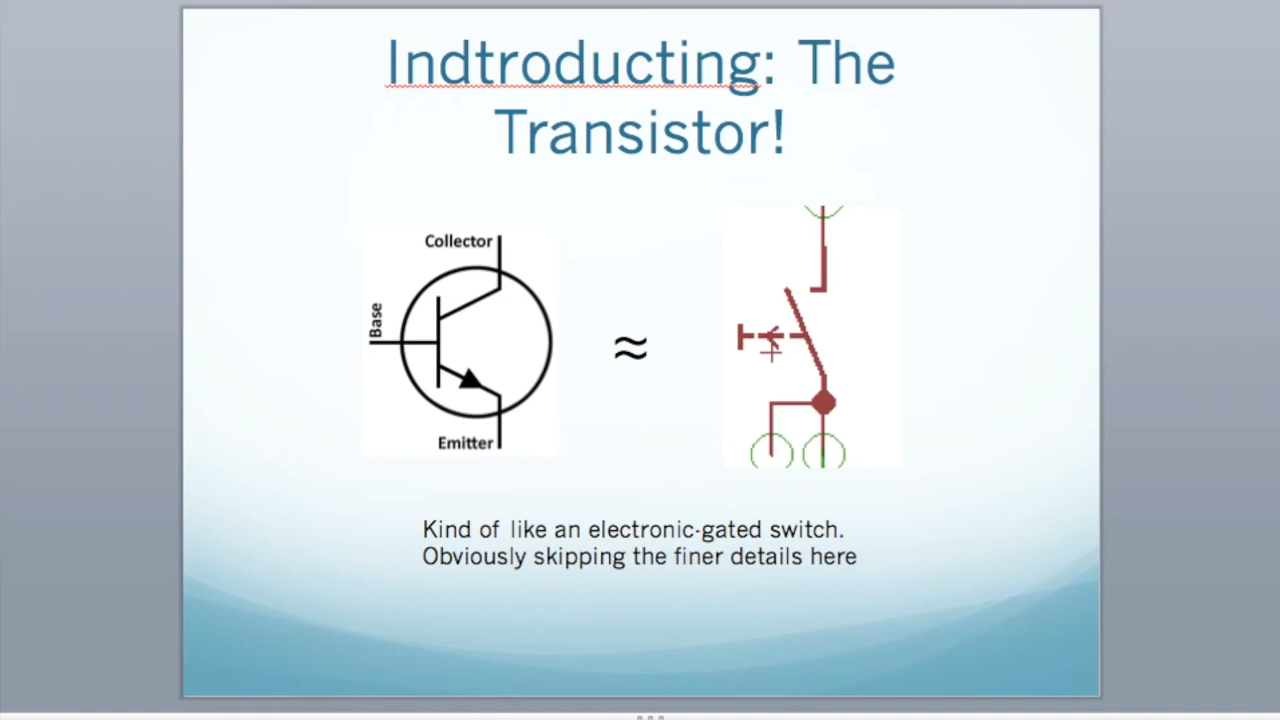 Indtroducting: The
Transistor!
Collector
Base
≈
Emitter
Kind of like an electronic-gated switch.
Obviously skipping the finer details here